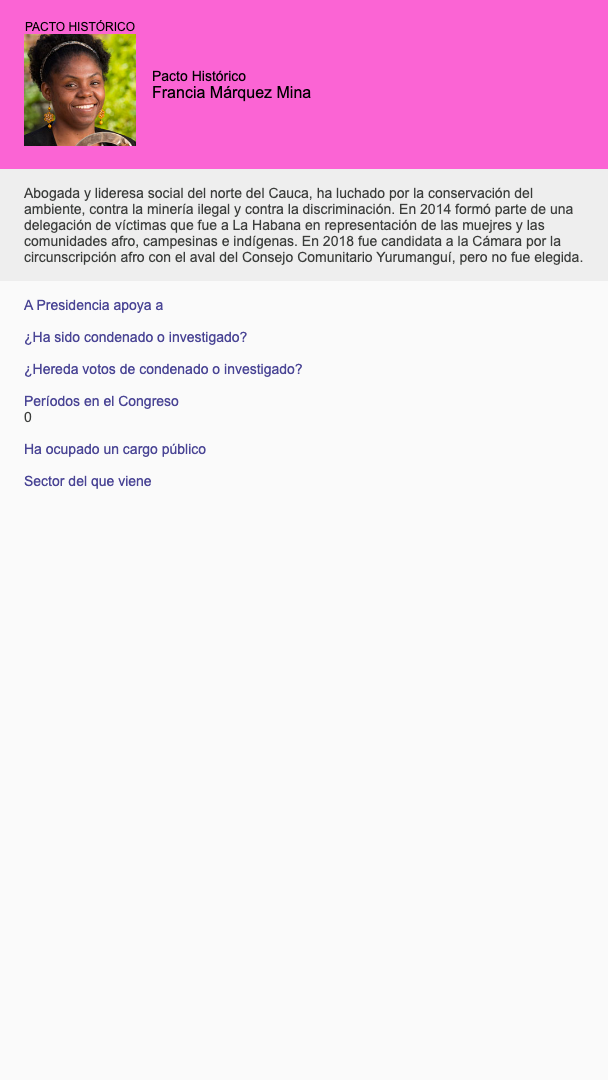 PACTO HISTÓRICO
Pacto Histórico
Francia Márquez Mina
Abogada y lideresa social del norte del Cauca, ha luchado por la conservación del
ambiente, contra la minería ilegal y contra la discriminación. En 2014 formó parte de una
delegación de víctimas que fue a La Habana en representación de las muejres y las
comunidades afro, campesinas e indígenas. En 2018 fue candidata a la Cámara por la
circunscripción afro con el aval del Consejo Comunitario Yurumanguí, pero no fue elegida.
A Presidencia apoya a
¿Ha sido condenado o investigado?
¿Hereda votos de condenado o investigado?
Períodos en el Congreso
0
Ha ocupado un cargo público
Sector del que viene